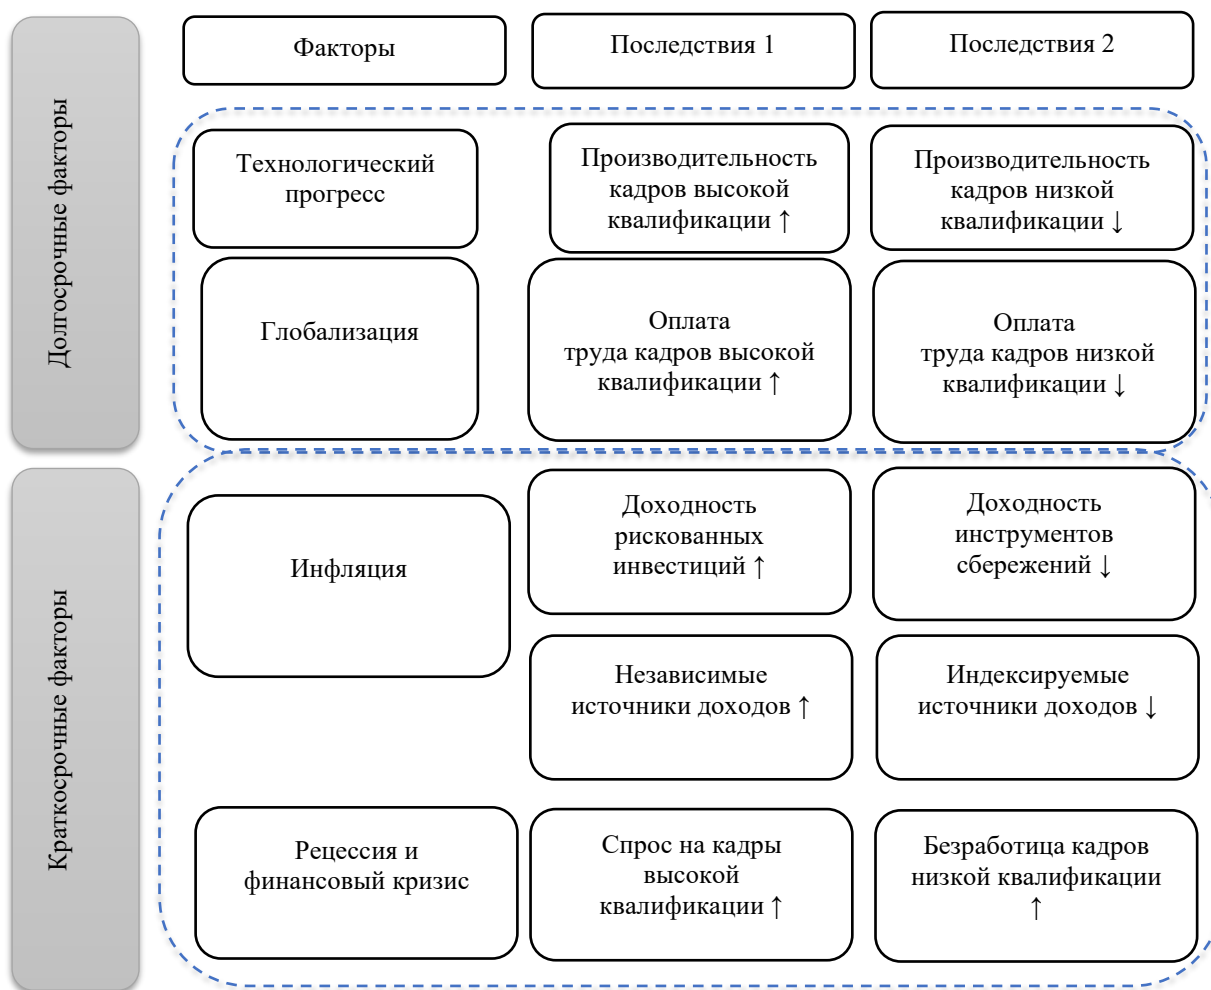 Факторы
Последствия 1
Последствия 2
Долгосрочные факторы
Технологический
прогресс
Производительность
кадров высокой
квалификации ↑
Производительность
кадров низкой
квалификации ↓
Глобализация
Оплата
труда кадров высокой
квалификации ↑
Оплата
труда кадров низкой
квалификации ↓
Краткосрочные факторы
Инфляция
Доходность
рискованных
инвестиций ↑
Доходность
инструментов
сбережений ↓
Независимые
источники доходов ↑
Индексируемые
источники доходов ↓
Рецессия и
финансовый кризис
Спрос на кадры
высокой
квалификации ↑
Безработица кадров
низкой квалификации
↑